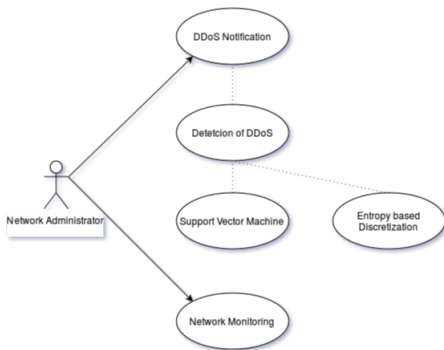 DDoS Notification
Detetcion of DDoS
Network Administrator
Support Vector Machine
Entropy based
Discretization
Network Monitoring